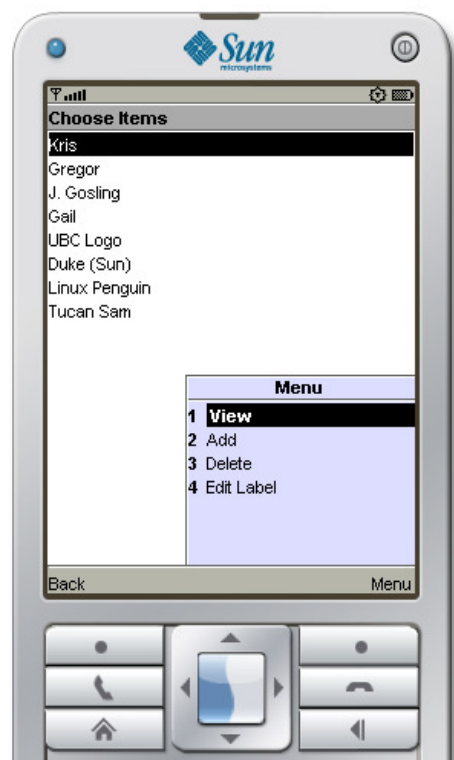 Sun
microsystems
Choose Items
Kris
Gregor
J. Gosling
Gail
UBC Logo
Duke (Sun)
Linux Penguin
Tucan Sam
Menu
1 View
2 Add
3 Delete
4 Edit Label
Back Menu